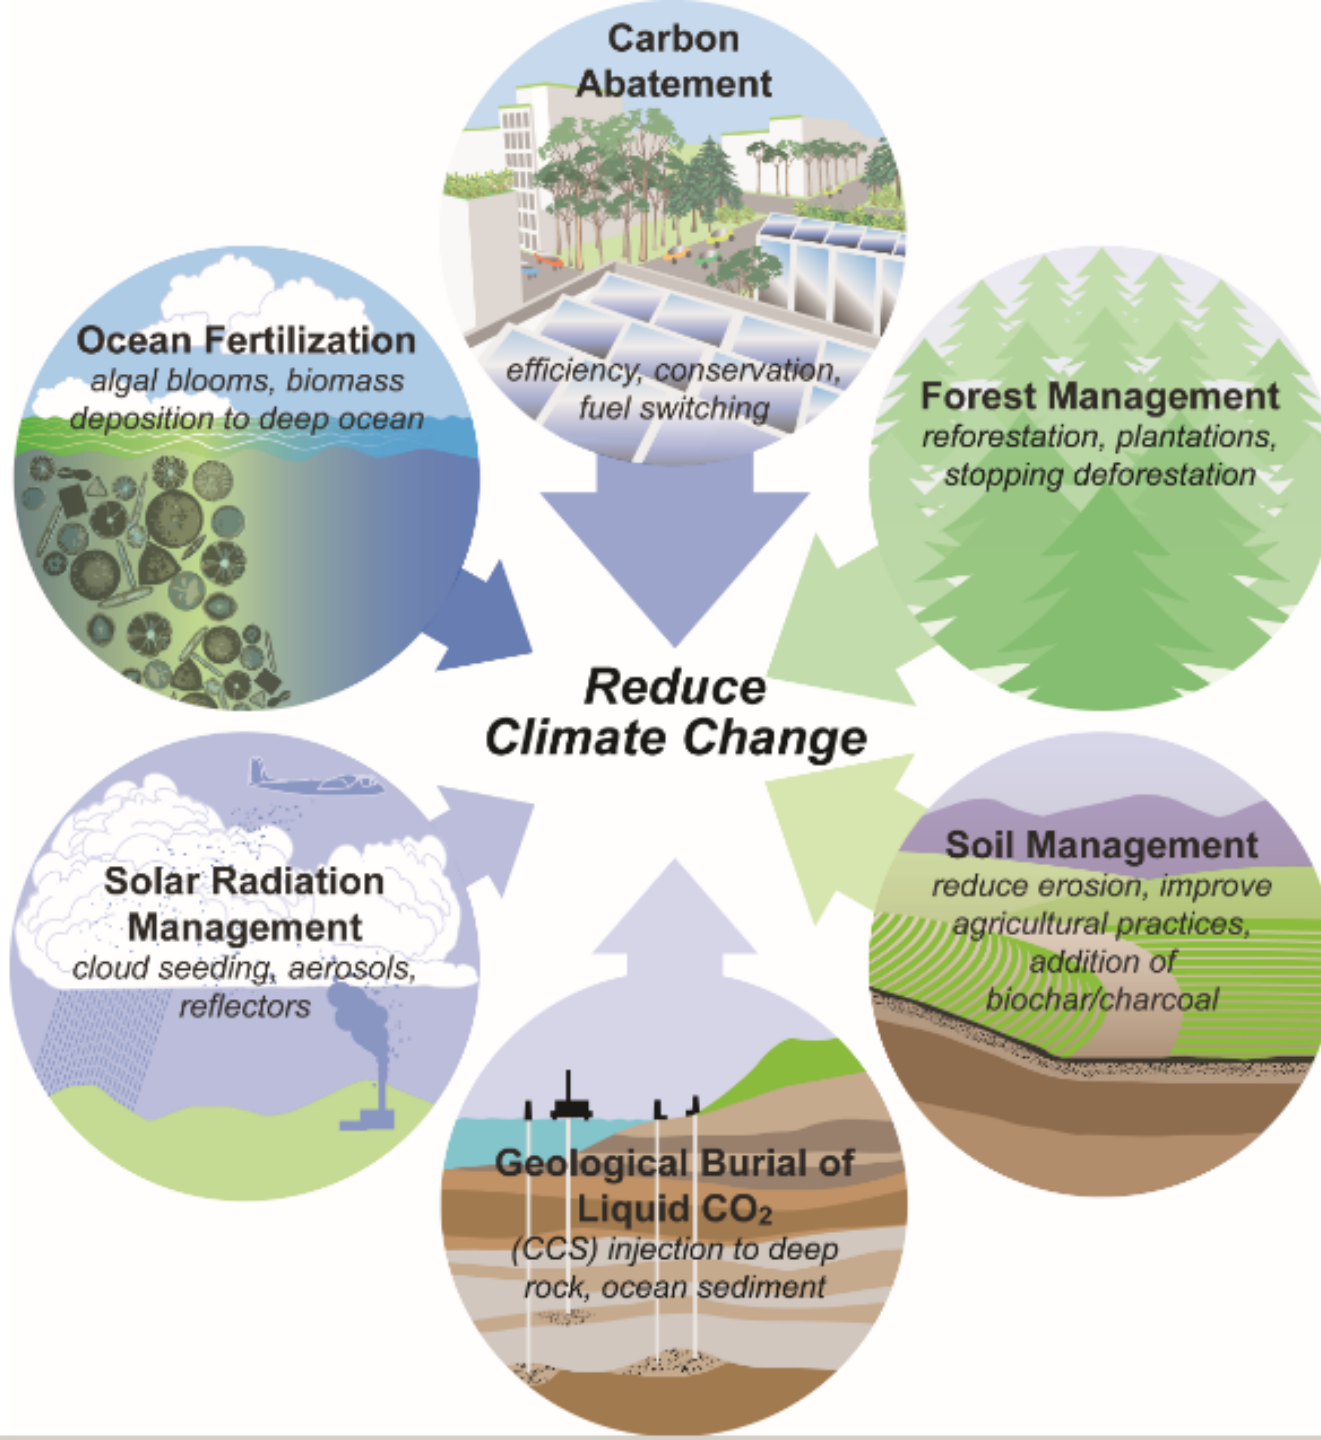 Carbon
Abatement
efficiency, conservation,
fuel switching
Ocean Fertilization
algal blooms, biomass
deposition to deep ocean
Forest Management
reforestation, plantations,
stopping deforestation
Reduce
Climate Change
Solar Radiation
Management
cloud seeding, aerosols,
reflectors
Soil Management
reduce erosion, improve
agricultural practices,
addition of
biochar/charcoal
Geological Burial of
Liquid CO₂
(CCS) injection to deep
rock, ocean sediment